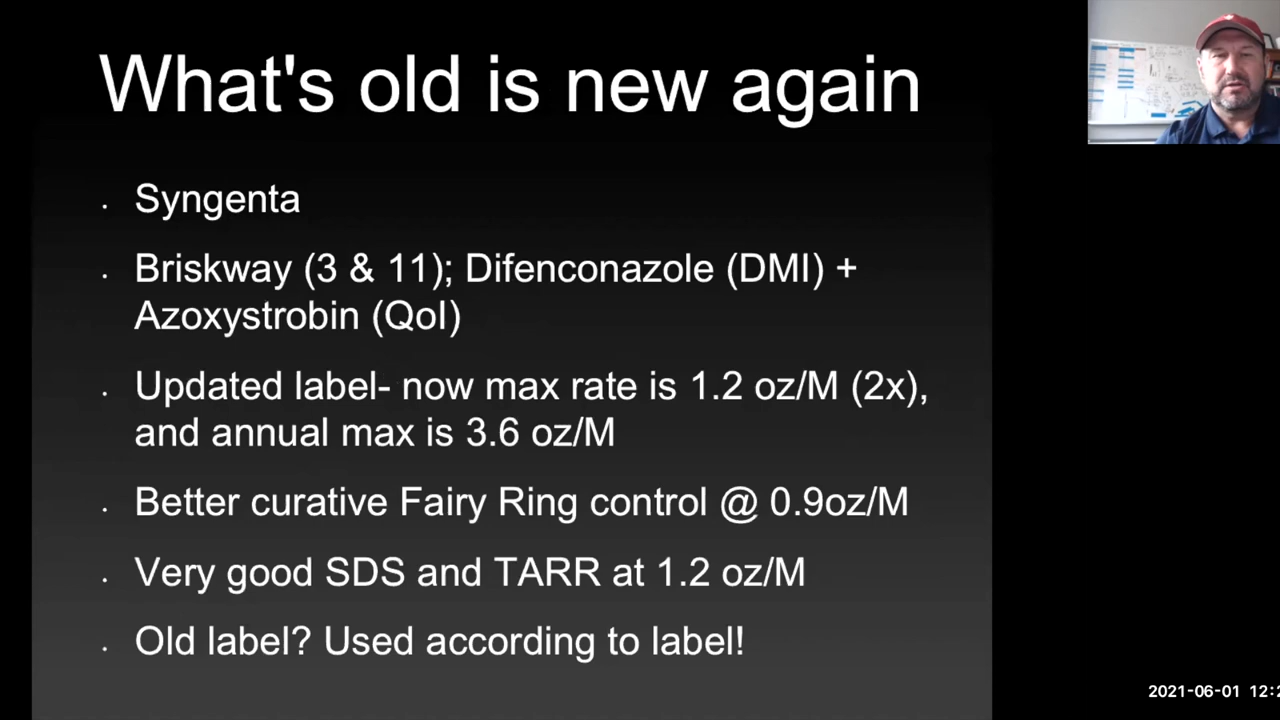 What's old is new again
Syngenta
Briskway (3 & 11); Difenconazole (DMI) +
Azoxystrobin (QoI)
Updated label- now max rate is 1.2 oz/M (2x),
and annual max is 3.6 oz/M
Better curative Fairy Ring control @ 0.9oz/M
Very good SDS and TARR at 1.2 oz/M
Old label? Used according to label!
2021-06-01 12:2